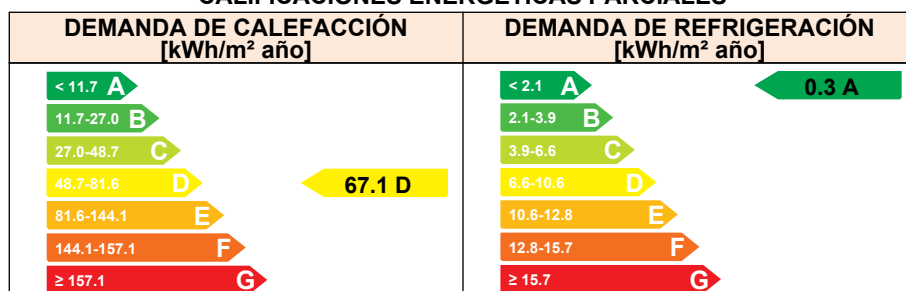 CALIFICACIONES ENERGÉTICAS PARCIALES
DEMANDA DE CALEFACCIÓN
[kWh/m² año]
< 11.7 A
11.7-27.0 B
27.0-48.7 C
48.7-81.6 D
67.1 D
81.6-144.1 E
144.1-157.1 F
≥ 157.1 G
DEMANDA DE REFRIGERACIÓN
[kWh/m² año]
< 2.1 A
0.3 A
2.1-3.9 B
3.9-6.6 C
6.6-10.6 D
10.6-12.8 E
12.8-15.7 F
≥ 15.7 G